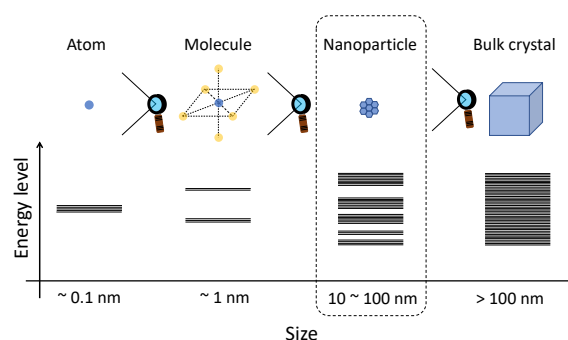 Atom
Molecule
Nanoparticle
Bulk crystal
Energy level
~ 0.1 nm
~ 1 nm
10 ~ 100 nm
> 100 nm
Size